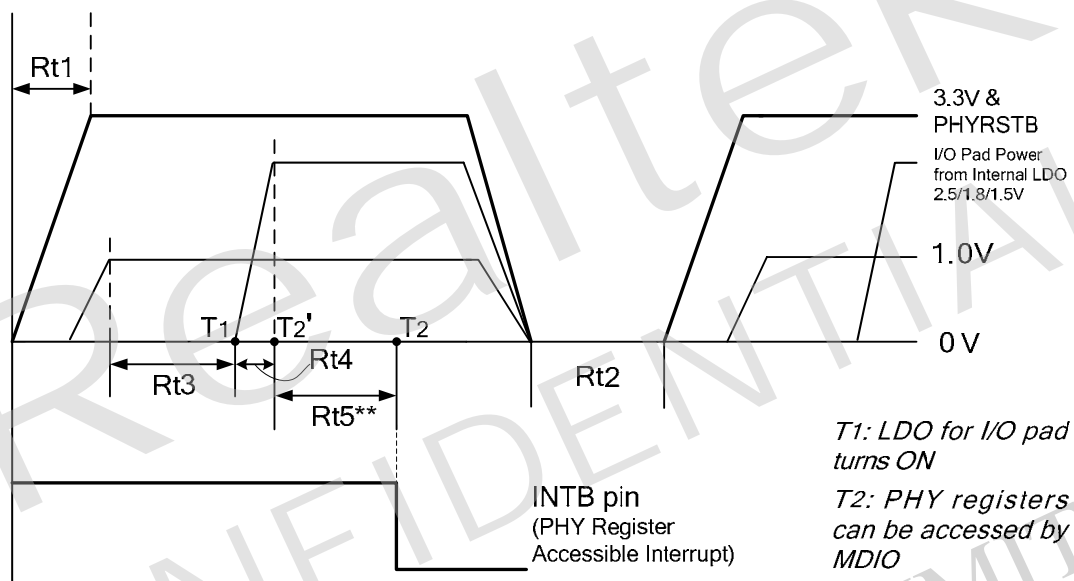 Rt1
3.3V &
PHYRSTB
I/O Pad Power
from Internal LDO
2.5/1.8/1.5V
1.0V
T1
T2'
T2
0 V
Rt3
Rt4
Rt2
Rt5**
T1: LDO for I/O pad
turns ON
INTB pin
(PHY Register
Accessible Interrupt)
T2: PHY registers
can be accessed by
MDIO
Realtek